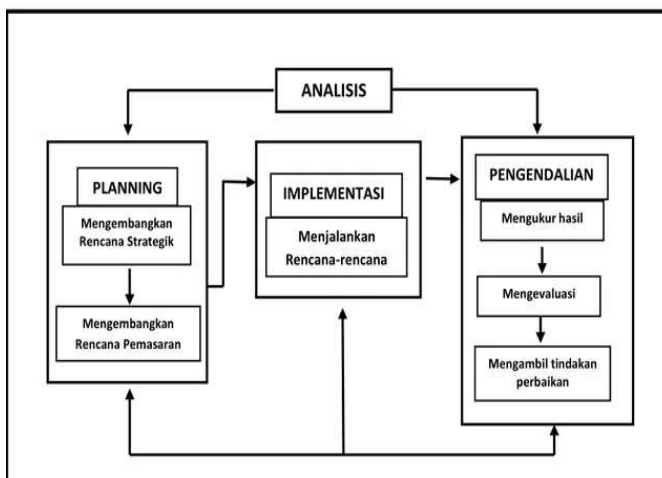 ANALISIS
PLANNING
Mengembangkan
Rencana Strategik
Mengembangkan
Rencana Pemasaran
IMPLEMENTASI
Menjalankan
Rencana-rencana
PENGENDALIAN
Mengukur hasil
Mengevaluasi
Mengambil tindakan
perbaikan